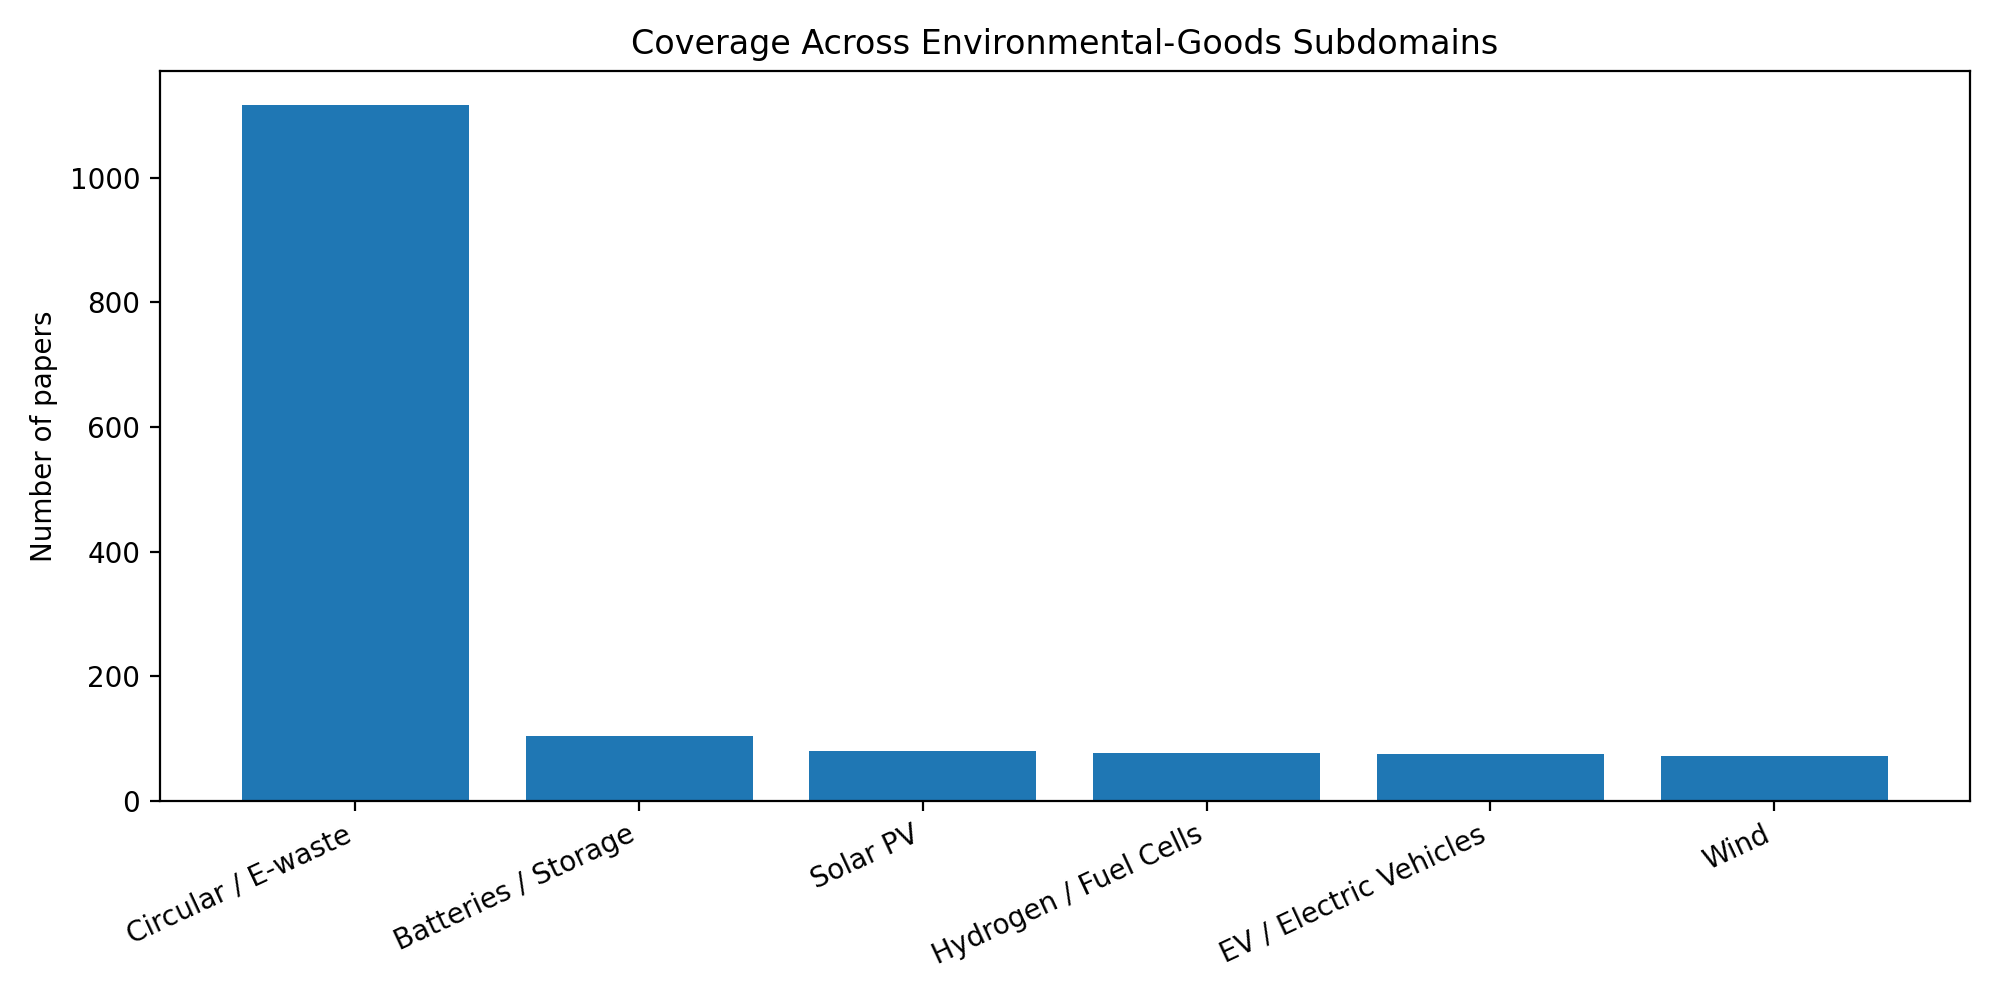 Coverage Across Environmental-Goods Subdomains
Number of papers
1000
800
600
400
200
0
Circular / E-waste
Batteries / Storage
Solar PV
Hydrogen / Fuel Cells
EV / Electric Vehicles
Wind